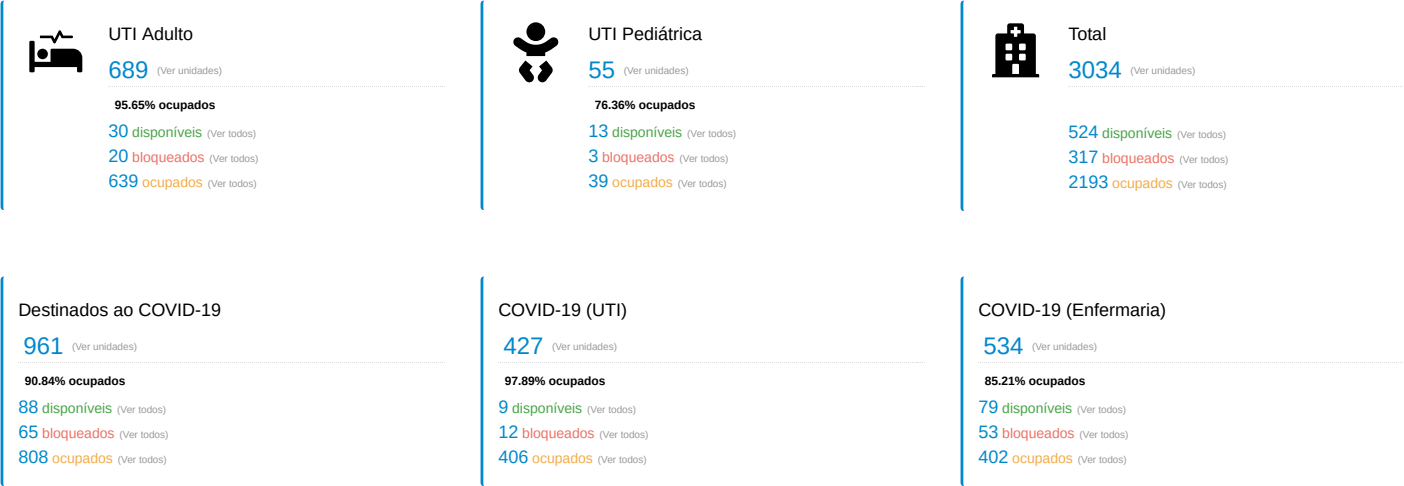 UTI Adulto
689 (Ver unidades)
95.65% ocupados
30 disponíveis (Ver todos)
20 bloqueados (Ver todos)
639 ocupados (Ver todos)
UTI Pediátrica
55 (Ver unidades)
76.36% ocupados
13 disponíveis (Ver todos)
3 bloqueados (Ver todos)
39 ocupados (Ver todos)
Total
3034 (Ver unidades)
524 disponíveis (Ver todos)
317 bloqueados (Ver todos)
2193 ocupados (Ver todos)
Destinados ao COVID-19
961 (Ver unidades)
90.84% ocupados
88 disponíveis (Ver todos)
65 bloqueados (Ver todos)
808 ocupados (Ver todos)
COVID-19 (UTI)
427 (Ver unidades)
97.89% ocupados
9 disponíveis (Ver todos)
12 bloqueados (Ver todos)
406 ocupados (Ver todos)
COVID-19 (Enfermaria)
534 (Ver unidades)
85.21% ocupados
79 disponíveis (Ver todos)
53 bloqueados (Ver todos)
402 ocupados (Ver todos)